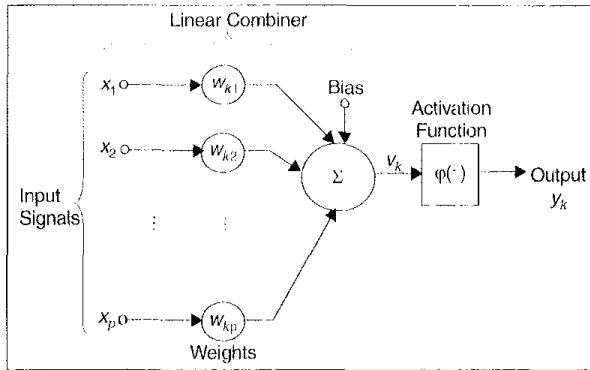 Linear Combiner
x1
wk1
Bias
Activation
Function
x2
wk2
Σ
vk
φ(·)
Output
yk
Input
Signals
xp
wkp
Weights